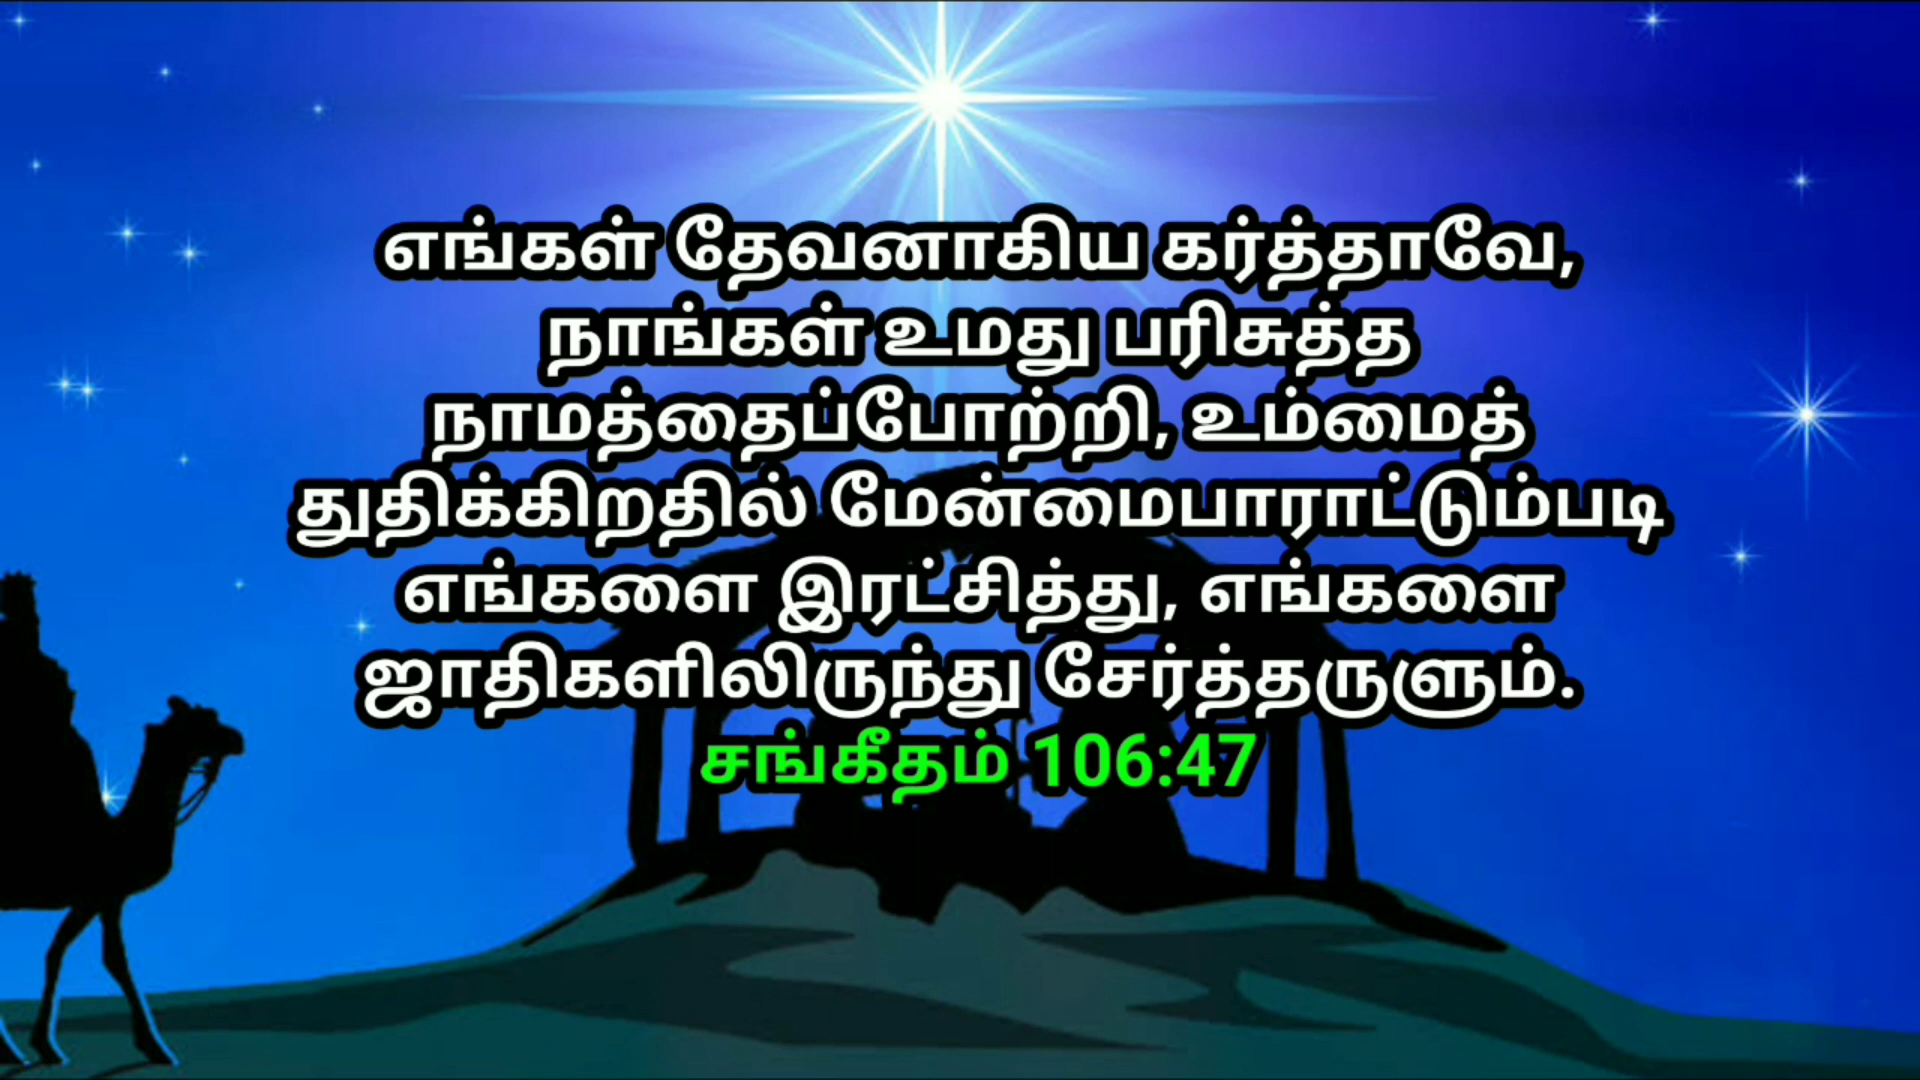 எங்கள் தேவனாகிய கர்த்தாவே,
நாங்கள் உமது பரிசுத்த
நாமத்தைப்போற்றி, உம்மைத்
துதிக்கிறதில் மேன்மைபாராட்டும்படி
எங்களை இரட்சித்து, எங்களை
ஜாதிகளிலிருந்து சேர்த்தருளும்.
சங்கீதம் 106:47